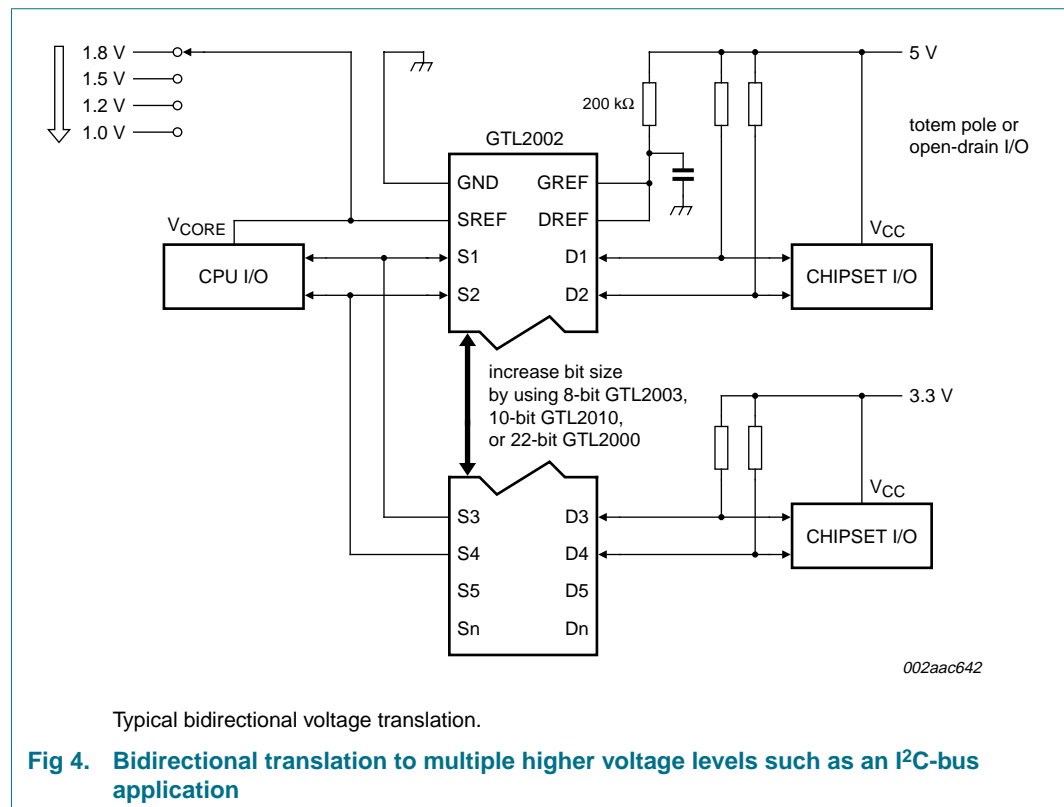 1.8 V
1.5 V
1.2 V
1.0 V
5 V
200 kΩ
totem pole or
open-drain I/O
GTL2002
GND
GREF
SREF
DREF
VCORE
VCC
S1
D1
CPU I/O
CHIPSET I/O
S2
D2
increase bit size
by using 8-bit GTL2003,
10-bit GTL2010,
or 22-bit GTL2000
3.3 V
VCC
S3
D3
CHIPSET I/O
S4
D4
S5
D5
Sn
Dn
002aac642
Typical bidirectional voltage translation.
Fig 4. Bidirectional translation to multiple higher voltage levels such as an I²C-bus
application